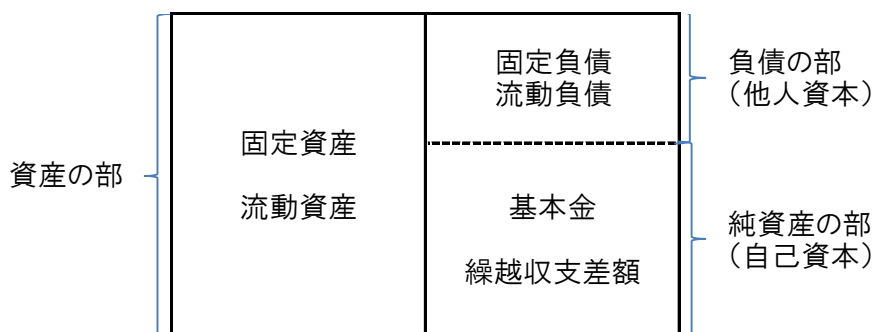 資産の部
固定資産
流動資産
固定負債
流動負債
基本金
繰越収支差額
負債の部
（他人資本）
純資産の部
（自己資本）